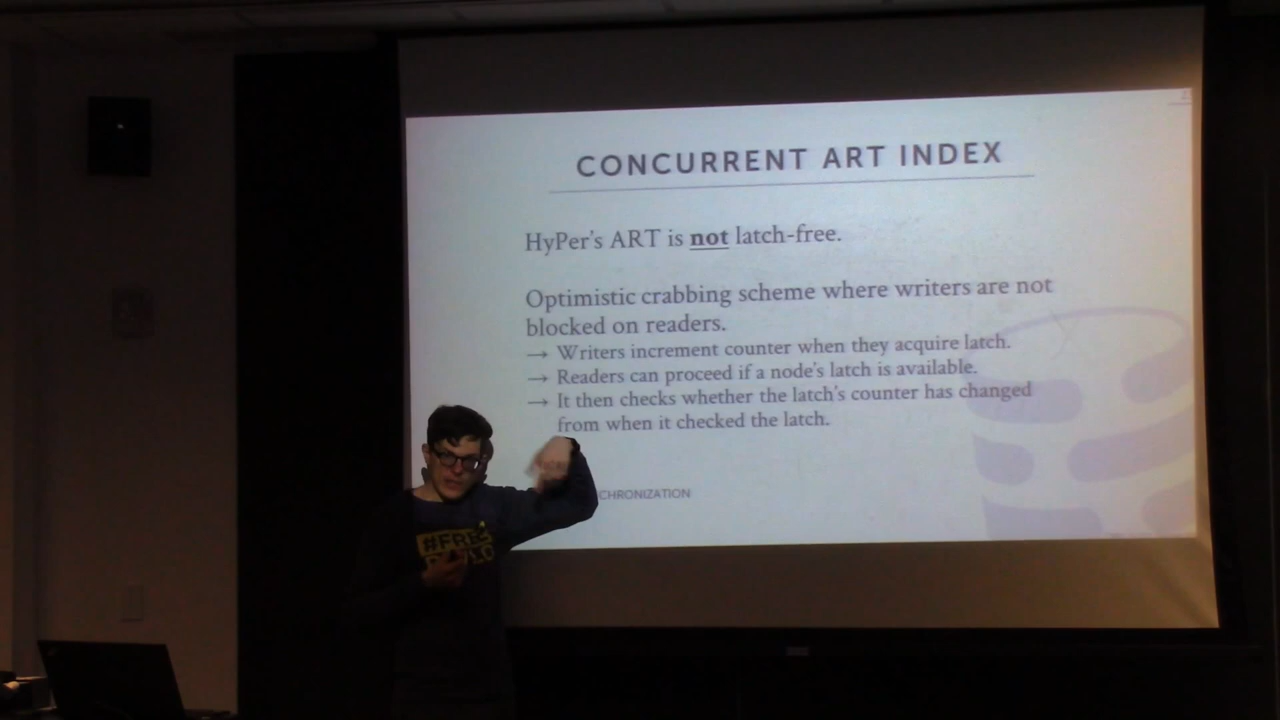 CONCURRENT ART INDEX
HyPer's ART is not latch-free.
Optimistic crabbing scheme where writers are not
blocked on readers.
→ Writers increment counter when they acquire latch.
→ Readers can proceed if a node's latch is available.
→ It then checks whether the latch's counter has changed
from when it checked the latch.
CHRONIZATION
#FREE